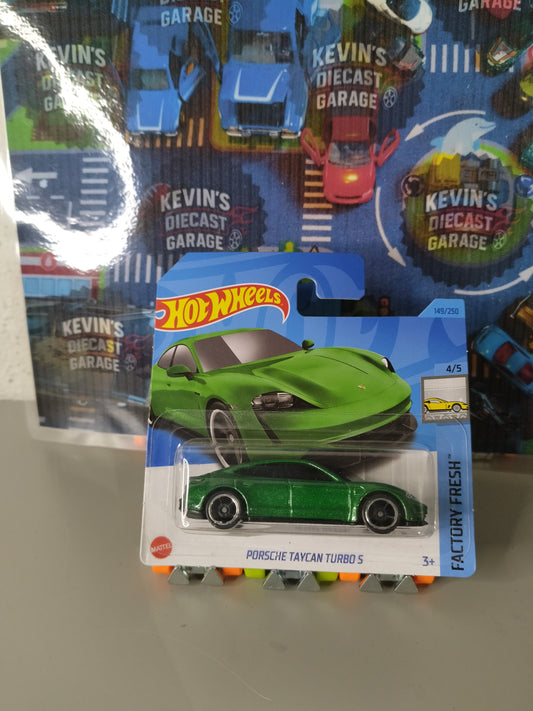 GARAGE
GARAGE
KEVIN'S
DIECAST
GARAGE
KEVIN'S
DIECAST
GARAGE
KEVIN'S
DIECAST
GARAGE
KEVIN'S
DIECAST
GARAGE
KEVIN'S
DIECAST
GARAGE
HOT WHEELS
149/250
4/5
FACTORY FRESH™
MATTEL
PORSCHE TAYCAN TURBO S
3+